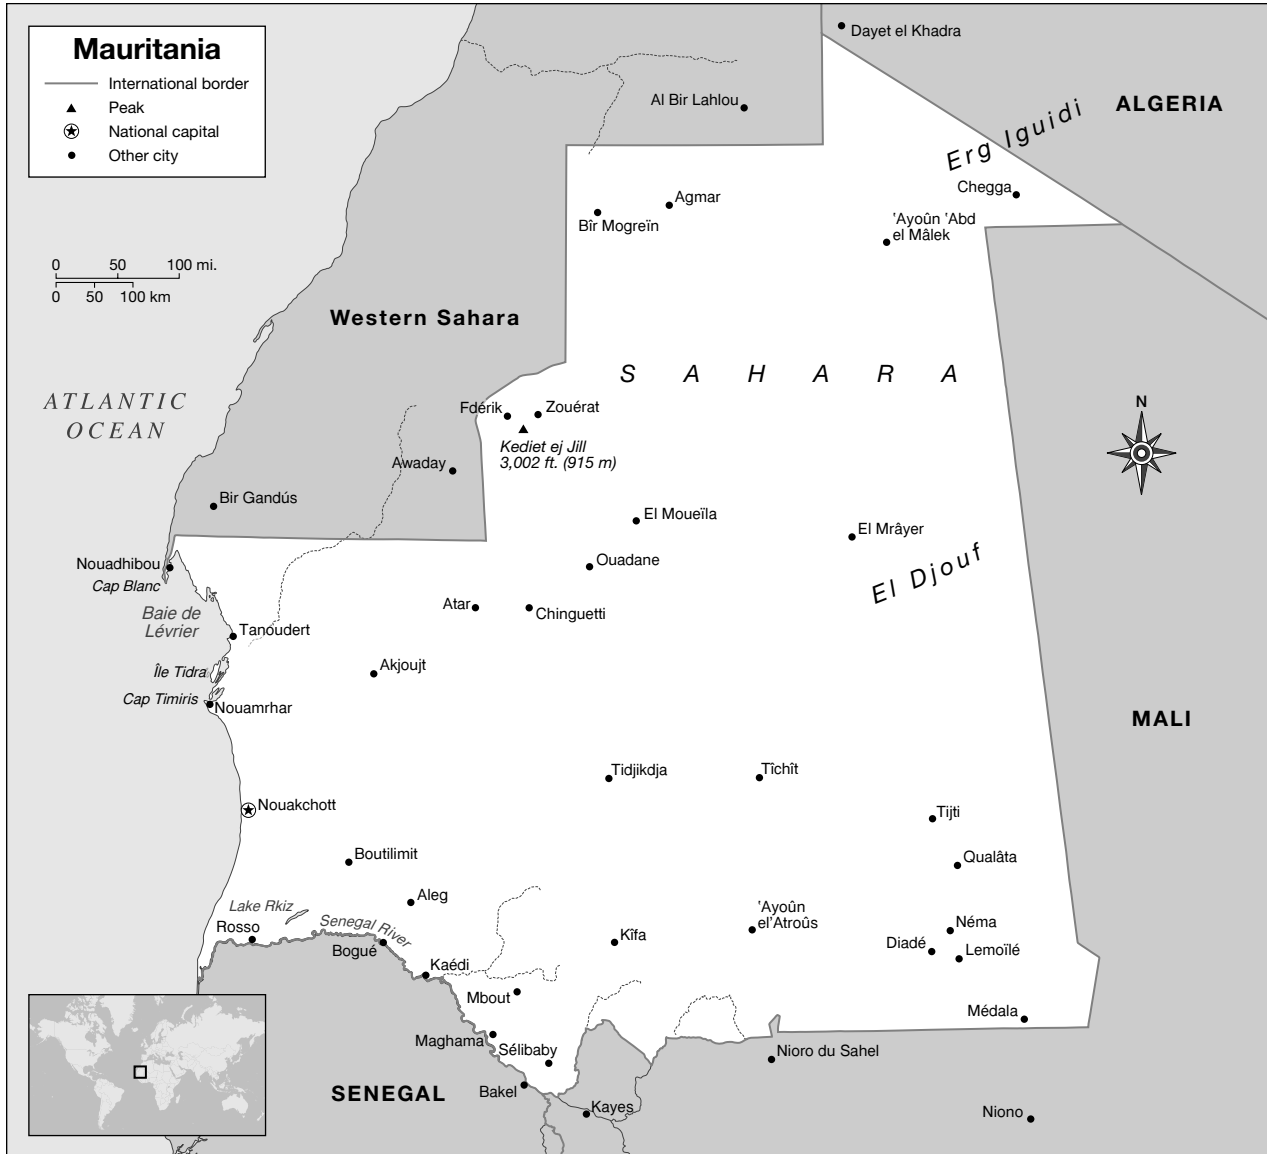 Mauritania
International border
Peak
National capital
Other city
0 50 100 mi.
0 50 100 km
Dayet el Khadra
ALGERIA
Al Bir Lahlou
Erg Iguidi
Chegga
Agmar
Bîr Mogreïn
'Ayoûn 'Abd
el Mâlek
Western Sahara
SAHARA
ATLANTIC
OCEAN
N
Fdérik
Zouérat
Kediet ej Jill
3,002 ft. (915 m)
Awaday
Bir Gandús
El Moueïla
El Mrâyer
Nouadhibou
Cap Blanc
Ouadane
El Djouf
Baie de
Lévrier
Atar
Chinguetti
Tanoudert
Île Tidra
Akjoujt
Cap Timiris
Nouamrhar
MALI
Tidjikdja
Tîchît
Nouakchott
Tijti
Boutilimit
Qualâta
Aleg
Lake Rkiz
Senegal River
'Ayoûn
el'Atroûs
Rosso
Bogué
Kîfa
Néma
Diadé
Lemoïlé
Kaédi
Mbout
Médala
Maghama
Sélibaby
Nioro du Sahel
SENEGAL
Bakel
Kayes
Niono